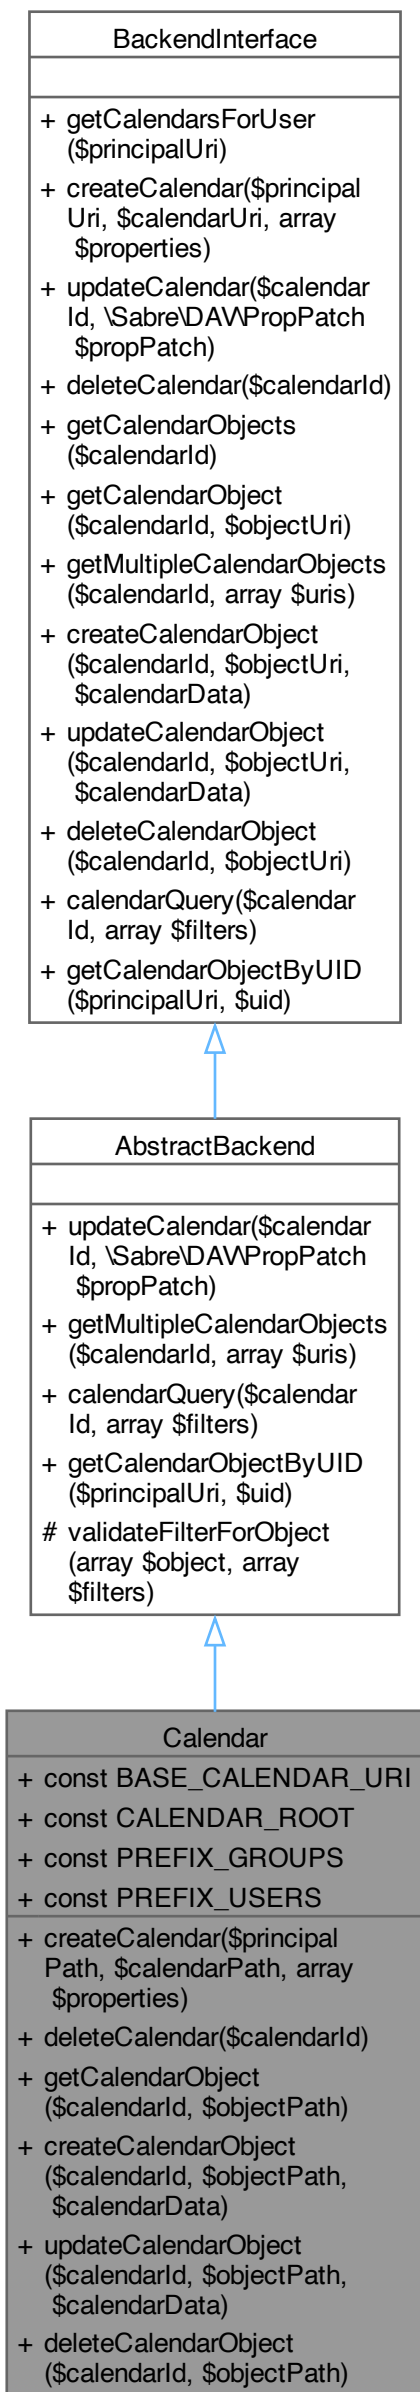 BackendInterface
+ getCalendarsForUser
($principalUri)
+ createCalendar($principal
Uri, $calendarUri, array
$properties)
+ updateCalendar($calendar
Id, \Sabre\DAV\PropPatch
$propPatch)
+ deleteCalendar($calendarId)
+ getCalendarObjects
($calendarId)
+ getCalendarObject
($calendarId, $objectUri)
+ getMultipleCalendarObjects
($calendarId, array $uris)
+ createCalendarObject
($calendarId, $objectUri,
$calendarData)
+ updateCalendarObject
($calendarId, $objectUri,
$calendarData)
+ deleteCalendarObject
($calendarId, $objectUri)
+ calendarQuery($calendar
Id, array $filters)
+ getCalendarObjectByUID
($principalUri, $uid)
AbstractBackend
+ updateCalendar($calendar
Id, \Sabre\DAV\PropPatch
$propPatch)
+ getMultipleCalendarObjects
($calendarId, array $uris)
+ calendarQuery($calendar
Id, array $filters)
+ getCalendarObjectByUID
($principalUri, $uid)
# validateFilterForObject
(array $object, array
$filters)
Calendar
+ const BASE_CALENDAR_URI
+ const CALENDAR_ROOT
+ const PREFIX_GROUPS
+ const PREFIX_USERS
+ createCalendar($principal
Path, $calendarPath, array
$properties)
+ deleteCalendar($calendarId)
+ getCalendarObject
($calendarId, $objectPath)
+ createCalendarObject
($calendarId, $objectPath,
$calendarData)
+ updateCalendarObject
($calendarId, $objectPath,
$calendarData)
+ deleteCalendarObject
($calendarId, $objectPath)